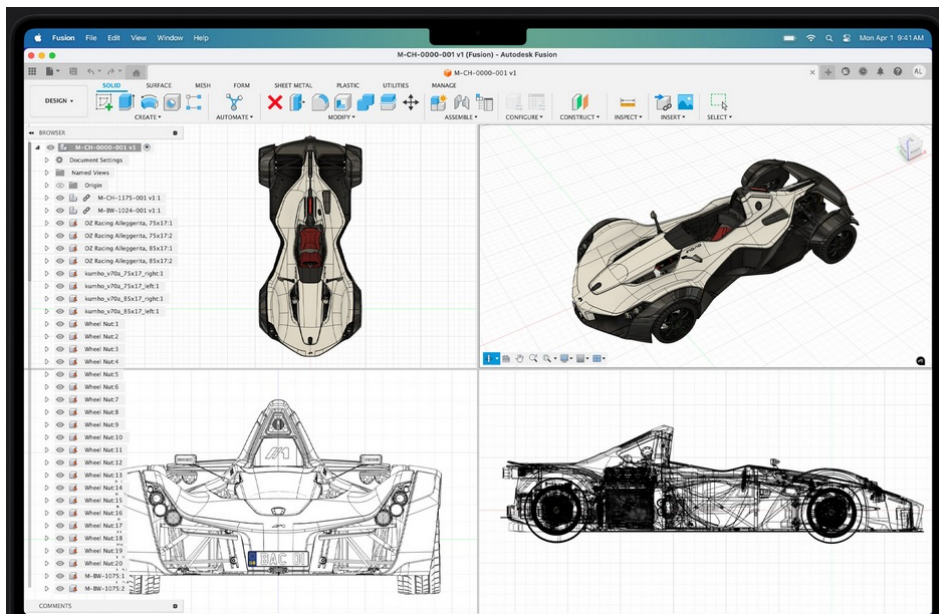 Fusion File Edit View Window Help Mon Apr 1 9:41 AM
M-CH-0000-001 v1 (Fusion) - Autodesk Fusion
M-CH-0000-001 v1
AL
SOLID SURFACE MESH FORM SHEET METAL PLASTIC UTILITIES MANAGE
DESIGN
CREATE AUTOMATE MODIFY ASSEMBLE CONFIGURE CONSTRUCT INSPECT INSERT SELECT
BROWSER
M-CH-0000-001 v1
Document Settings
Named Views
Origin
M-CH-1175-001 v1:1
M-BW-1024-001 v1:1
OZ Racing Alleggerita, 75x17:1
OZ Racing Alleggerita, 75x17:2
OZ Racing Alleggerita, 85x17:1
OZ Racing Alleggerita, 85x17:2
kumho_v70a_75x17_right:1
kumho_v70a_75x17_left:1
kumho_v70a_85x17_right:1
kumho_v70a_85x17_left:1
Wheel Nut:1
Wheel Nut:2
Wheel Nut:3
Wheel Nut:4
Wheel Nut:5
Wheel Nut:6
Wheel Nut:7
Wheel Nut:8
Wheel Nut:9
Wheel Nut:10
Wheel Nut:11
Wheel Nut:12
Wheel Nut:13
Wheel Nut:14
Wheel Nut:15
Wheel Nut:16
Wheel Nut:17
Wheel Nut:18
Wheel Nut:19
Wheel Nut:20
M-BW-1075:1
M-BW-1075:2
BAC
COMMENTS